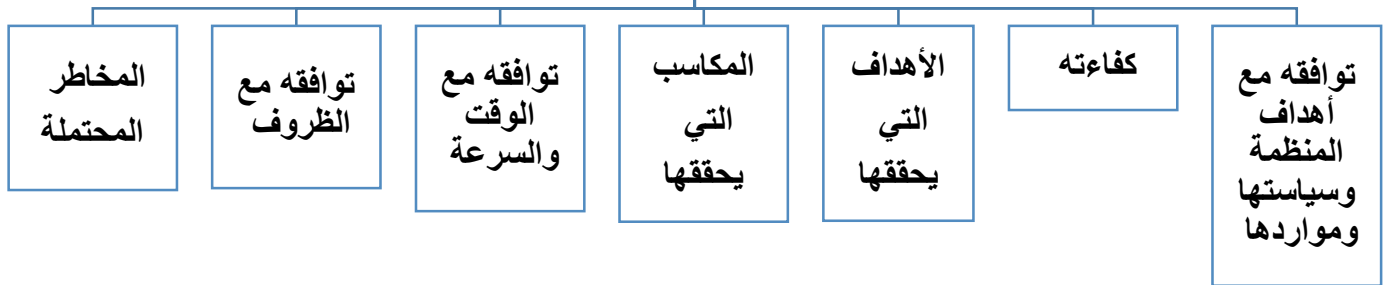 توافقه مع
أهداف
المنظمة
وسياستها
ومواردها
كفاءته
الأهداف
التي
يحققها
المكاسب
التي
يحققها
توافقه مع
الوقت
والسرعة
توافقه مع
الظروف
المخاطر
المحتملة